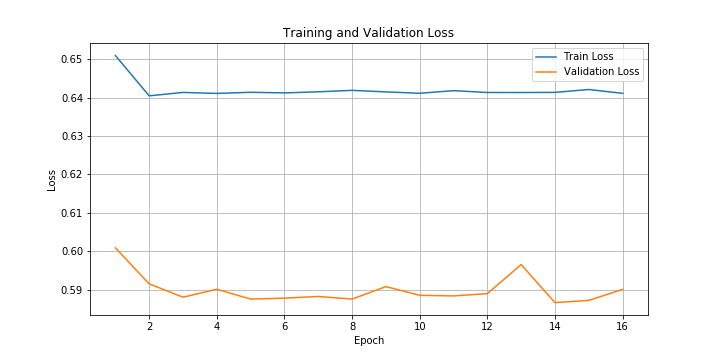 Training and Validation Loss
Train Loss
Validation Loss
0.65
0.64
0.63
0.62
0.61
0.60
0.59
Loss
2 4 6 8 10 12 14 16
Epoch